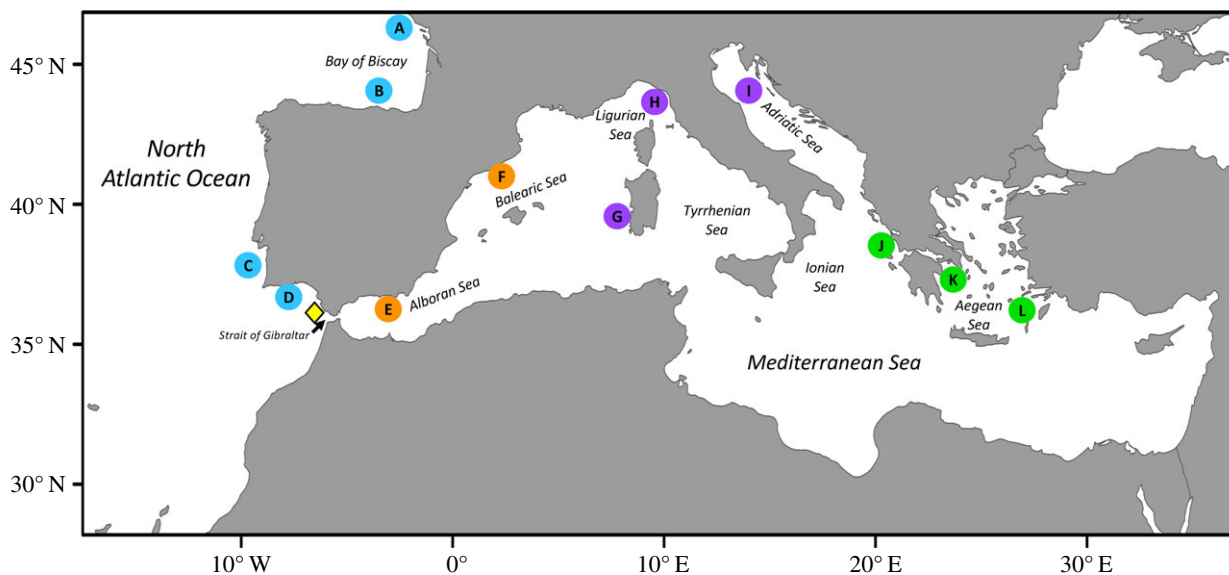 45° N
40° N
35° N
30° N
A
Bay of Biscay
B
North
Atlantic Ocean
C
D
Strait of Gibraltar
E
Alboran Sea
F
Balearic Sea
Ligurian
Sea
H
G
Tyrrhenian
Sea
I
Adriatic Sea
Ionian
Sea
J
K
Aegean
Sea
L
Mediterranean Sea
10° W
0°
10° E
20° E
30° E